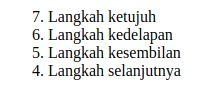 7. Langkah ketujuh
6. Langkah kedelapan
5. Langkah kesembilan
4. Langkah selanjutnya